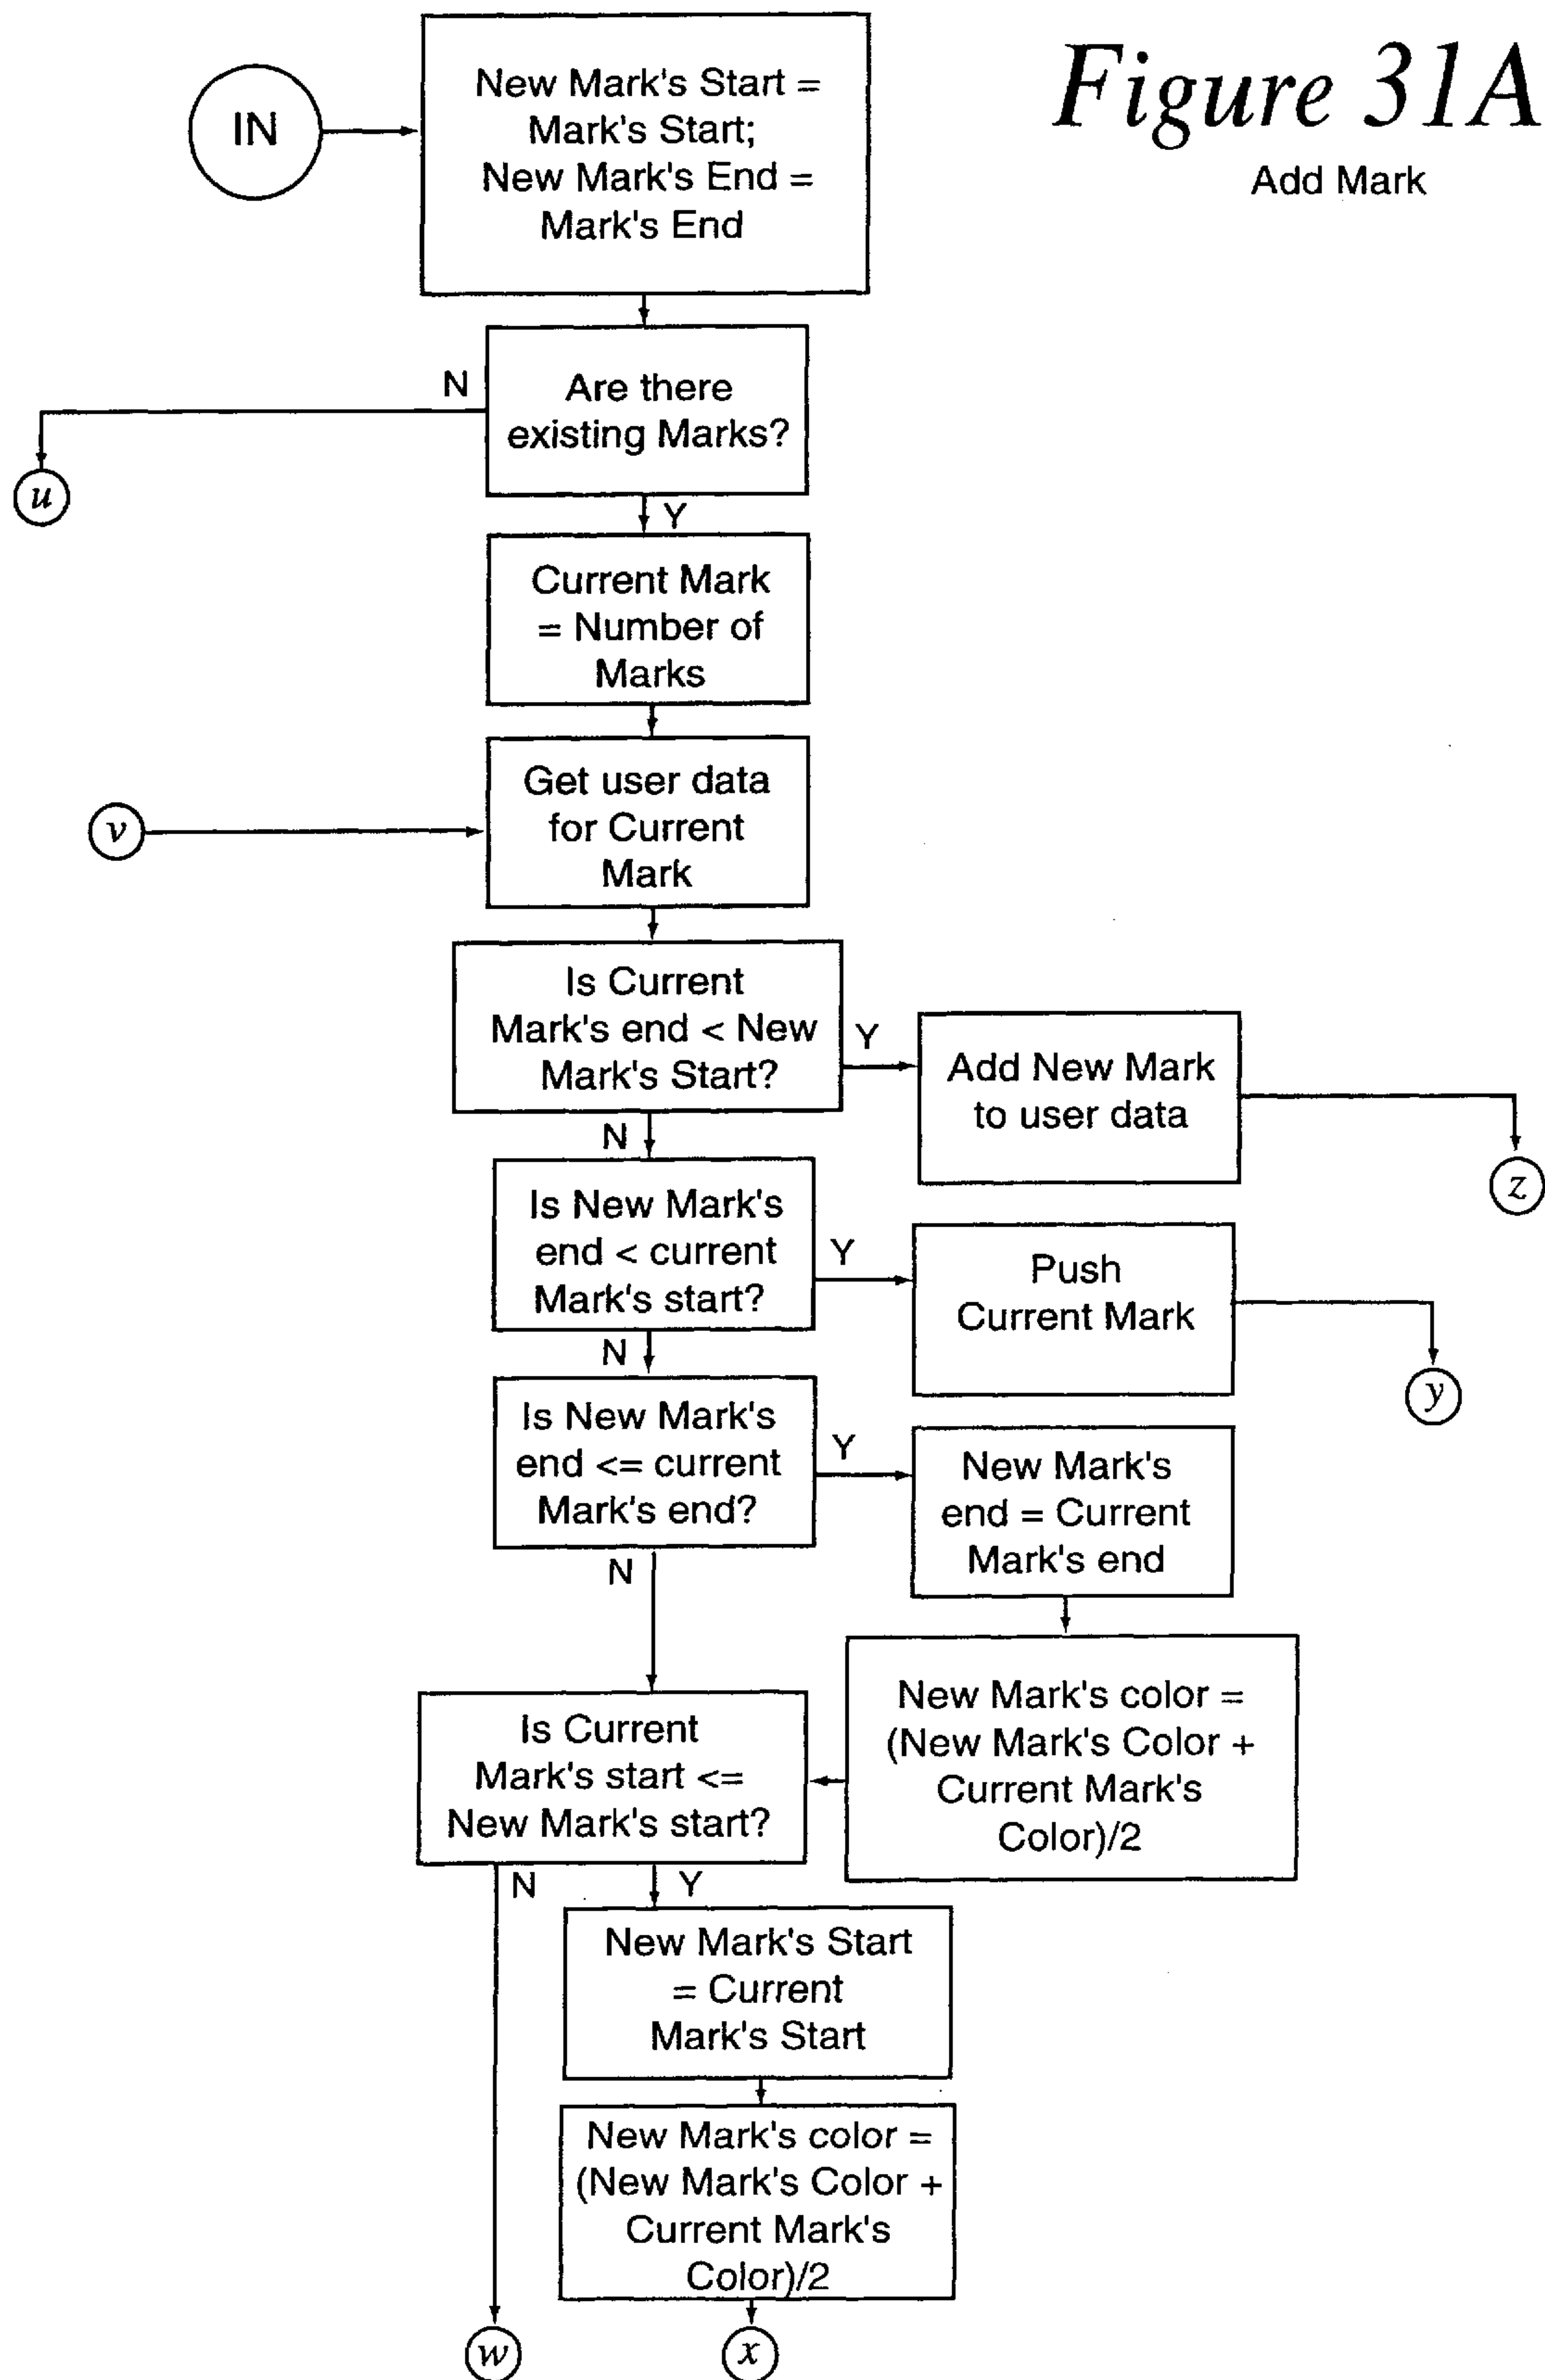 Figure 31A
Add Mark
IN
New Mark's Start =
Mark's Start;
New Mark's End =
Mark's End
N
Are there
existing Marks?
u
Y
Current Mark
= Number of
Marks
v
Get user data
for Current
Mark
Is Current
Mark's end < New
Mark's Start?
Y
Add New Mark
to user data
z
N
Is New Mark's
end < current
Mark's start?
Y
Push
Current Mark
y
N
Is New Mark's
end <= current
Mark's end?
Y
New Mark's
end = Current
Mark's end
N
New Mark's color =
(New Mark's Color +
Current Mark's
Color)/2
Is Current
Mark's start <=
New Mark's start?
N
Y
New Mark's Start
= Current
Mark's Start
New Mark's color =
(New Mark's Color +
Current Mark's
Color)/2
w
x